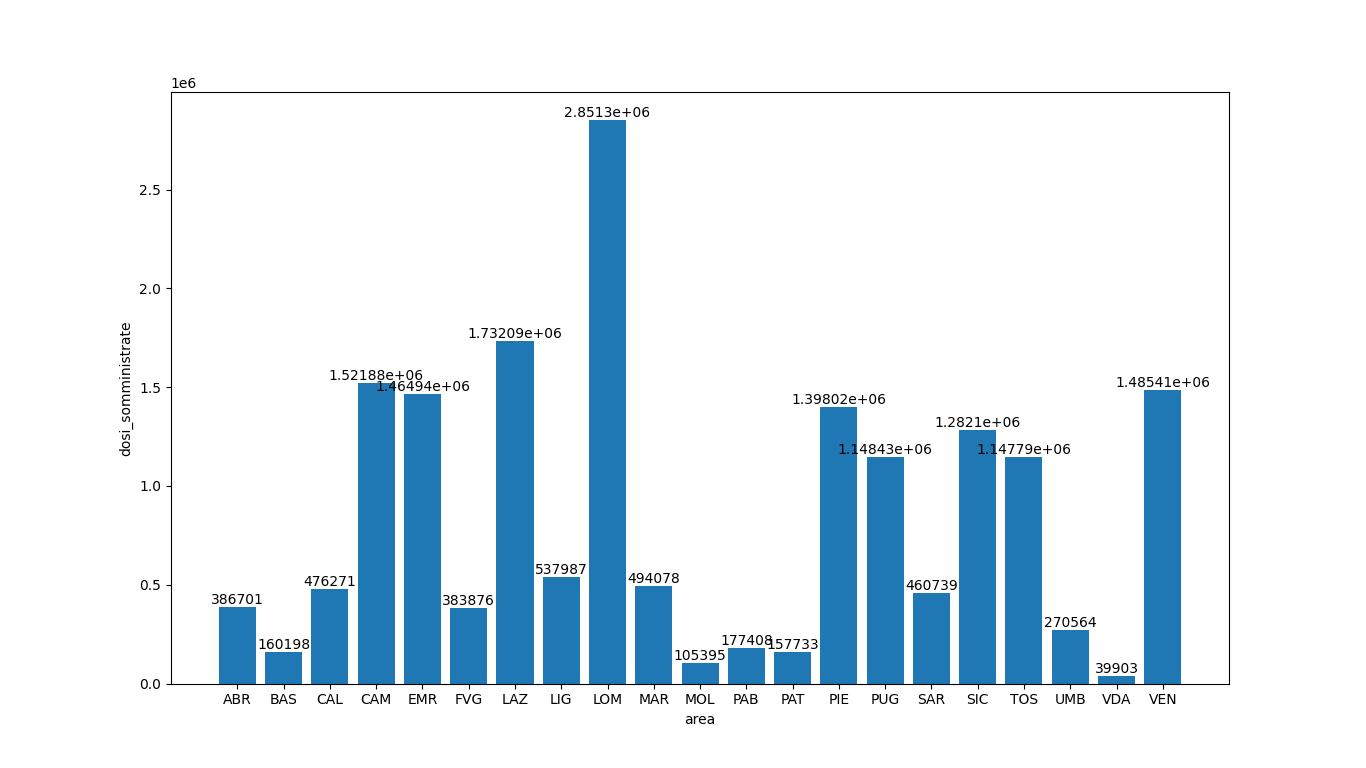 1e6
2.8513e+06
2.5
2.0
1.73209e+06
1.52188e+06
1.46494e+06
1.48541e+06
1.5
1.39802e+06
1.2821e+06
1.14843e+06
1.14779e+06
1.0
dosi_somministrate
537987
494078
476271
460739
0.5
386701
383876
270564
177408
160198
157733
105395
39903
0.0
ABR BAS CAL CAM EMR FVG LAZ LIG LOM MAR MOL PAB PAT PIE PUG SAR SIC TOS UMB VDA VEN
area